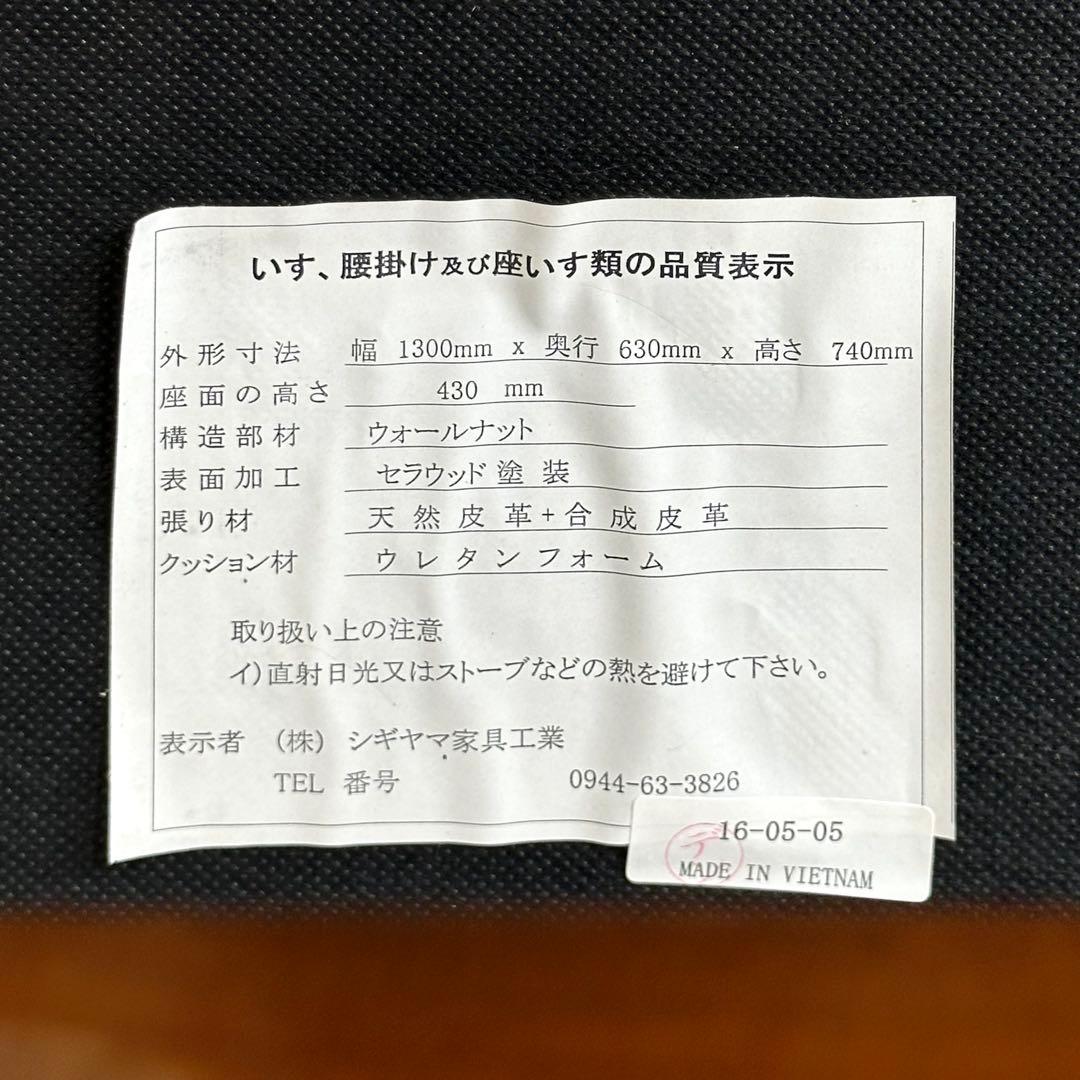 いす、腰掛け及び座いす類の品質表示
外形寸法 幅 1300mm x 奥行 630mm x 高さ 740mm
座面の高さ 430 mm
構造部材 ウォールナット
表面加工 セラウッド塗装
張り材 天然皮革+合成皮革
クッション材 ウレタンフォーム
取り扱い上の注意
イ)直射日光又はストーブなどの熱を避けて下さい。
表示者 (株) シギヤマ家具工業
TEL 番号 0944-63-3826
16-05-05
デ
MADE IN VIETNAM